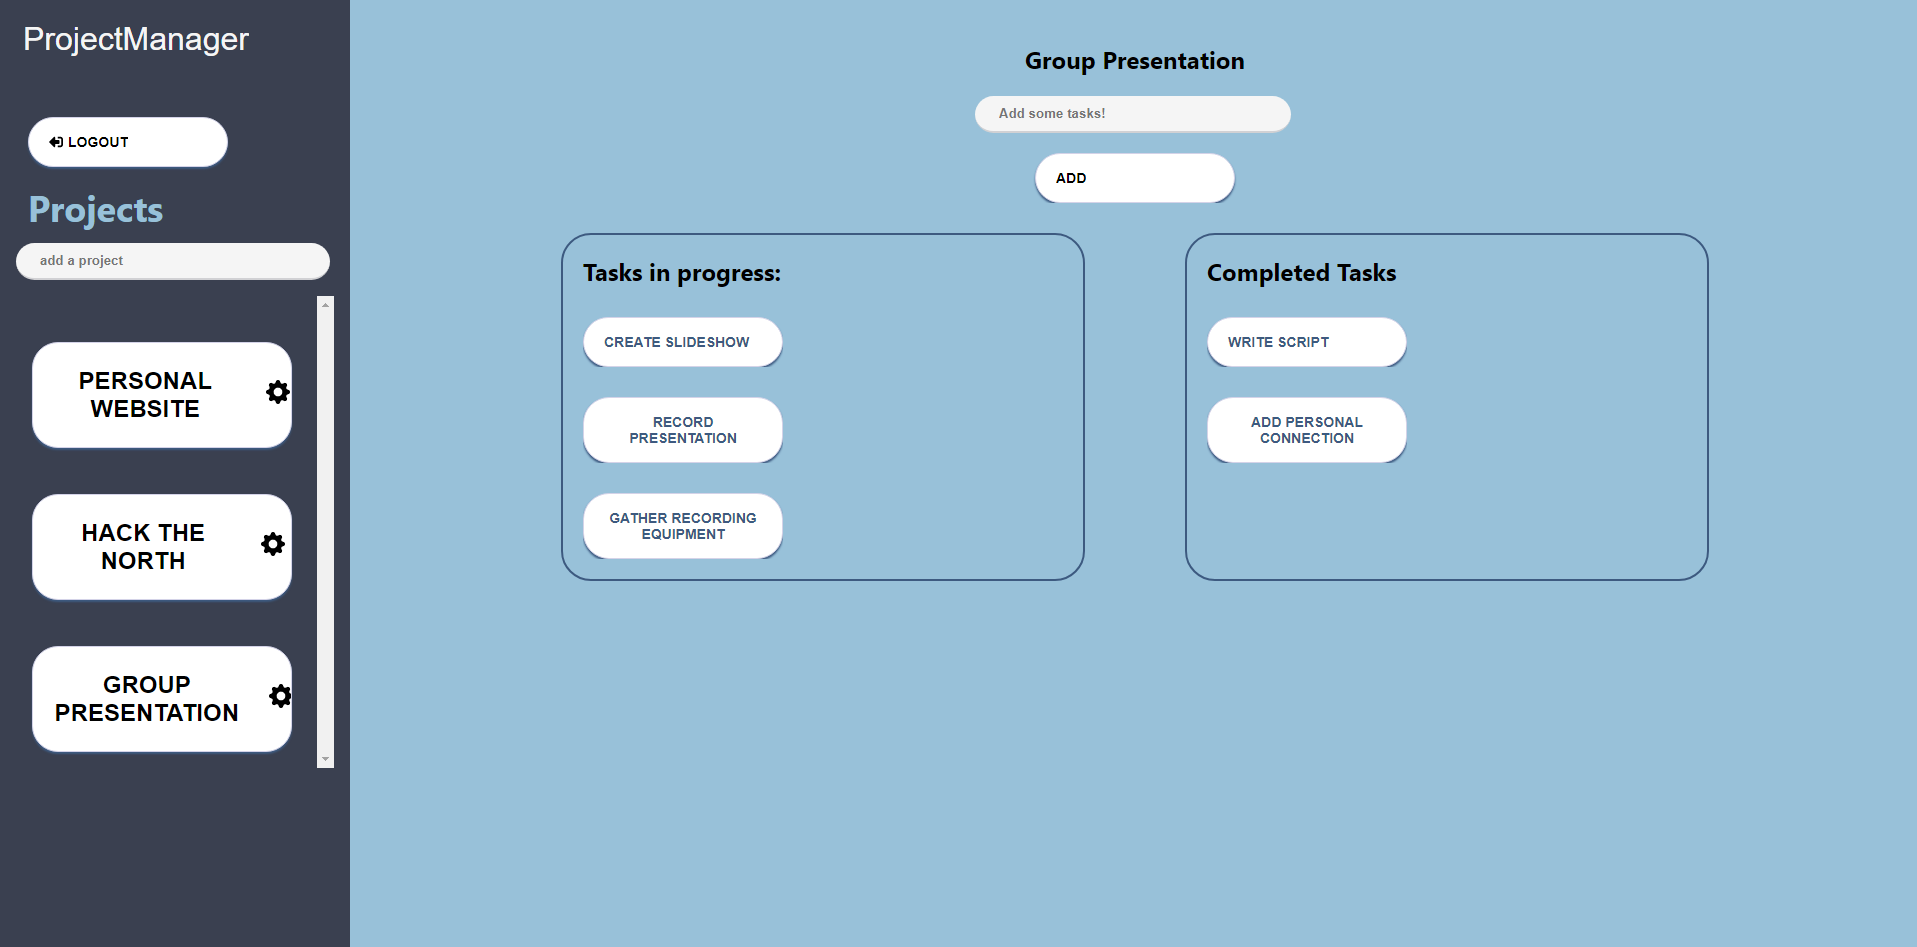 ProjectManager
LOGOUT
Projects
add a project
PERSONAL
WEBSITE
HACK THE
NORTH
GROUP
PRESENTATION
Group Presentation
Add some tasks!
ADD
Tasks in progress:
CREATE SLIDESHOW
RECORD
PRESENTATION
GATHER RECORDING
EQUIPMENT
Completed Tasks
WRITE SCRIPT
ADD PERSONAL
CONNECTION